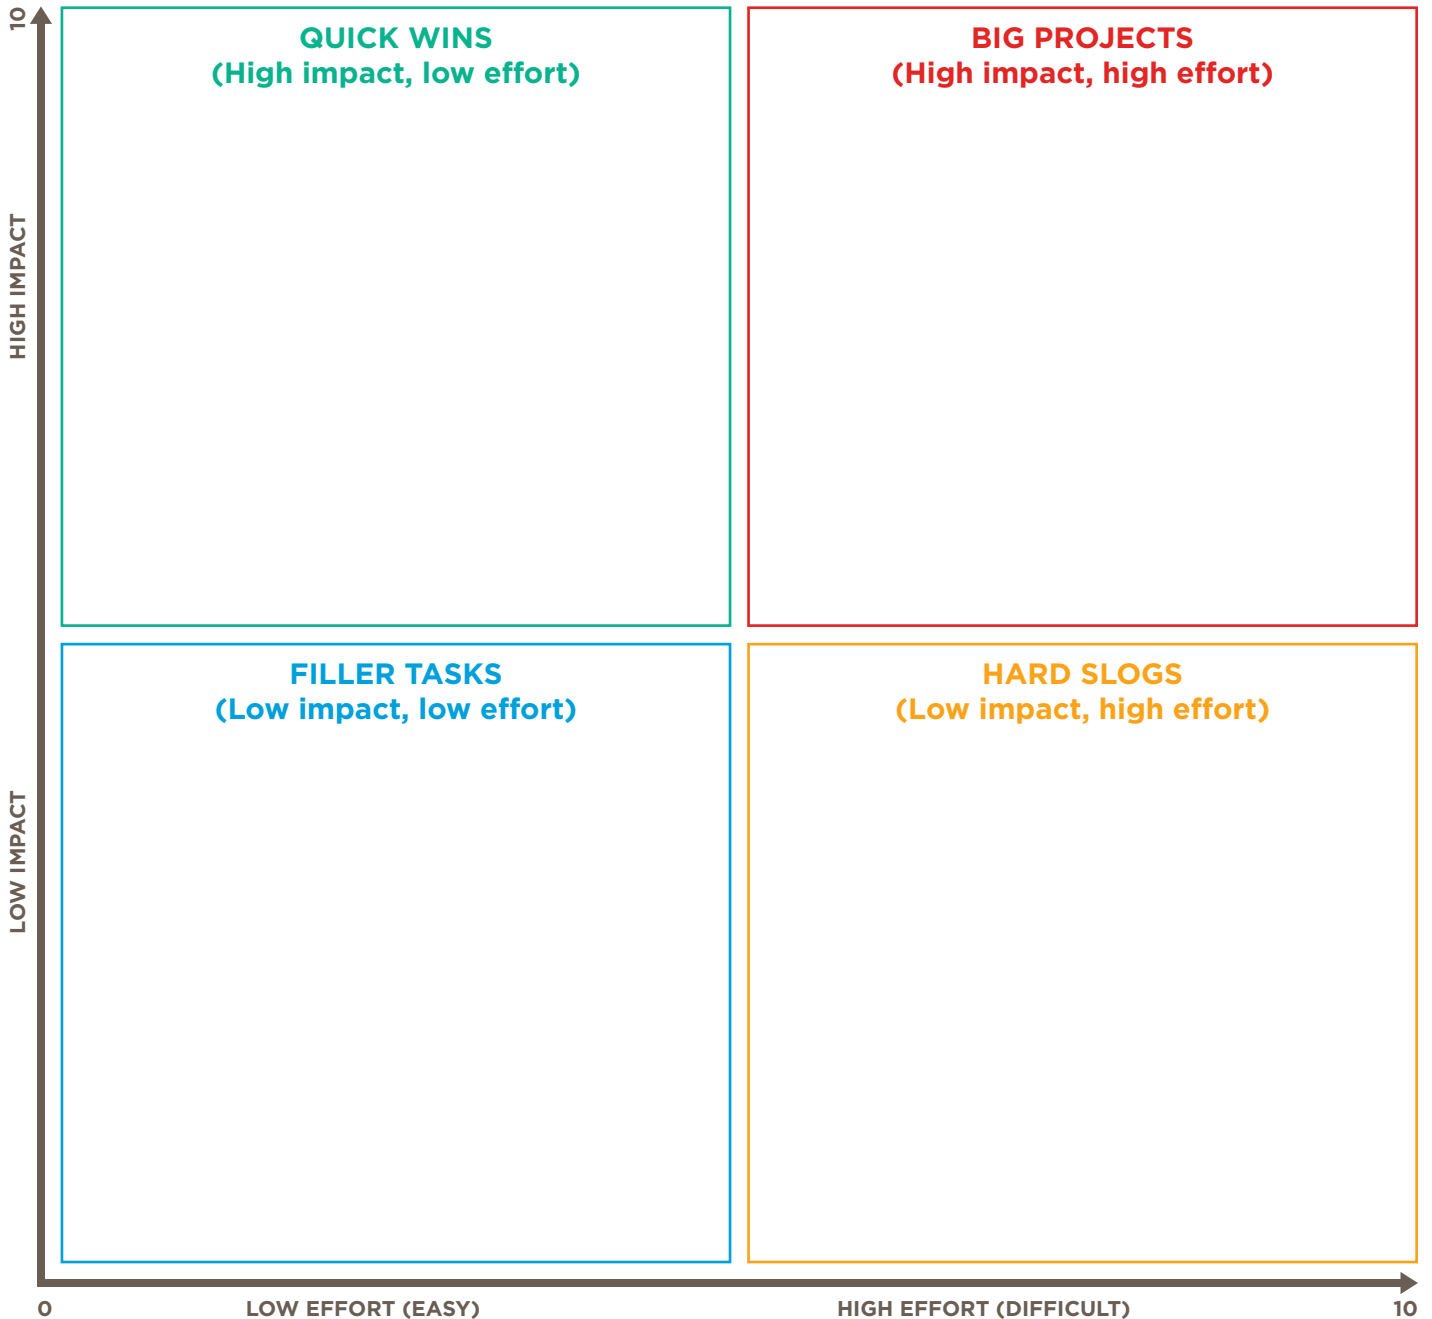 10
QUICK WINS
(High impact, low effort)
BIG PROJECTS
(High impact, high effort)
HIGH IMPACT
FILLER TASKS
(Low impact, low effort)
HARD SLOGS
(Low impact, high effort)
LOW IMPACT
0
LOW EFFORT (EASY)
HIGH EFFORT (DIFFICULT)
10